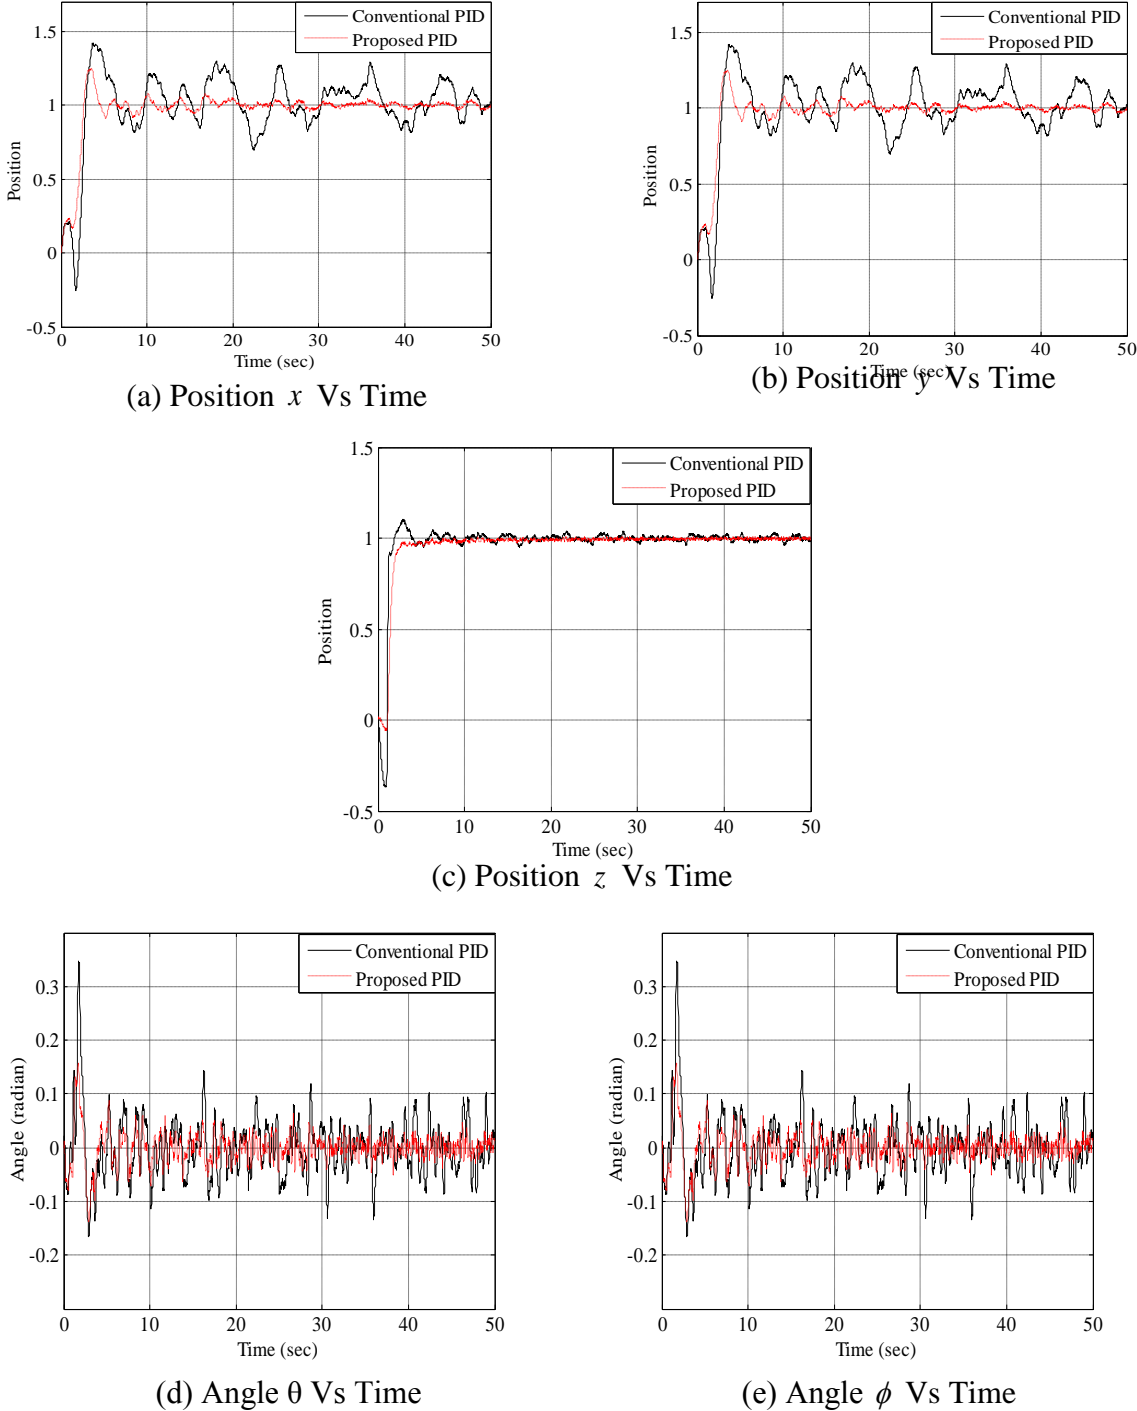 Conventional PID
Proposed PID
1.5
1
0.5
0
-0.5
Position
0 10 20 30 40 50
Time (sec)
(a) Position x Vs Time
Conventional PID
Proposed PID
1.5
1
0.5
0
-0.5
Position
0 10 20 30 40 50
Time (sec)
(b) Position y Vs Time
Conventional PID
Proposed PID
1.5
1
0.5
0
-0.5
Position
0 10 20 30 40 50
Time (sec)
(c) Position z Vs Time
Conventional PID
Proposed PID
0.3
0.2
0.1
0
-0.1
-0.2
Angle (radian)
0 10 20 30 40 50
Time (sec)
(d) Angle θ Vs Time
Conventional PID
Proposed PID
0.3
0.2
0.1
0
-0.1
-0.2
Angle (radian)
0 10 20 30 40 50
Time (sec)
(e) Angle ϕ Vs Time